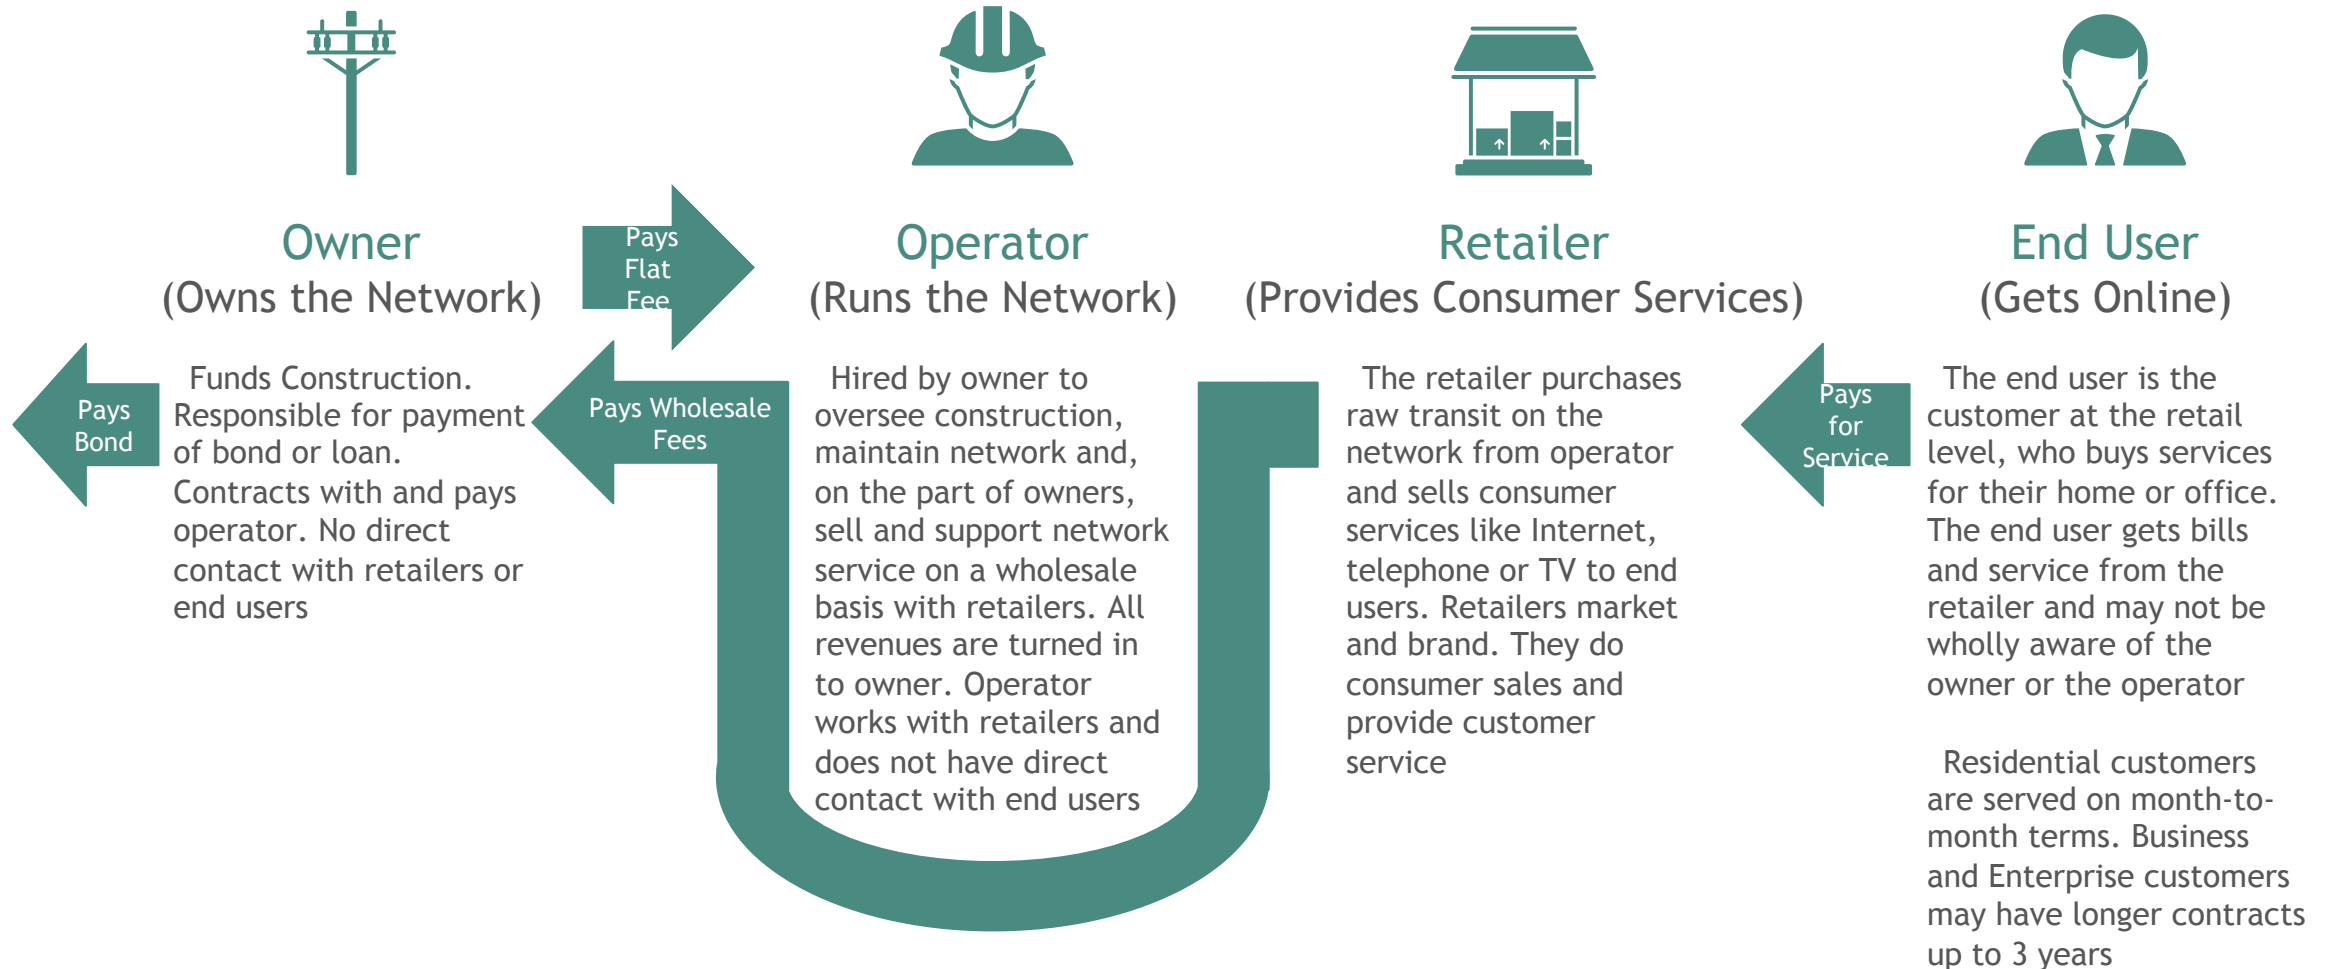 Owner
(Owns the Network)
Pays
Flat
Fee
Operator
(Runs the Network)
Retailer
(Provides Consumer Services)
End User
(Gets Online)
Pays
Bond
Funds Construction.
Responsible for payment
of bond or loan.
Contracts with and pays
operator. No direct
contact with retailers or
end users
Pays Wholesale
Fees
Hired by owner to
oversee construction,
maintain network and,
on the part of owners,
sell and support network
service on a wholesale
basis with retailers. All
revenues are turned in
to owner. Operator
works with retailers and
does not have direct
contact with end users
The retailer purchases
raw transit on the
network from operator
and sells consumer
services like Internet,
telephone or TV to end
users. Retailers market
and brand. They do
consumer sales and
provide customer
service
Pays
for
Service
The end user is the
customer at the retail
level, who buys services
for their home or office.
The end user gets bills
and service from the
retailer and may not be
wholly aware of the
owner or the operator
Residential customers
are served on month-to-
month terms. Business
and Enterprise customers
may have longer contracts
up to 3 years